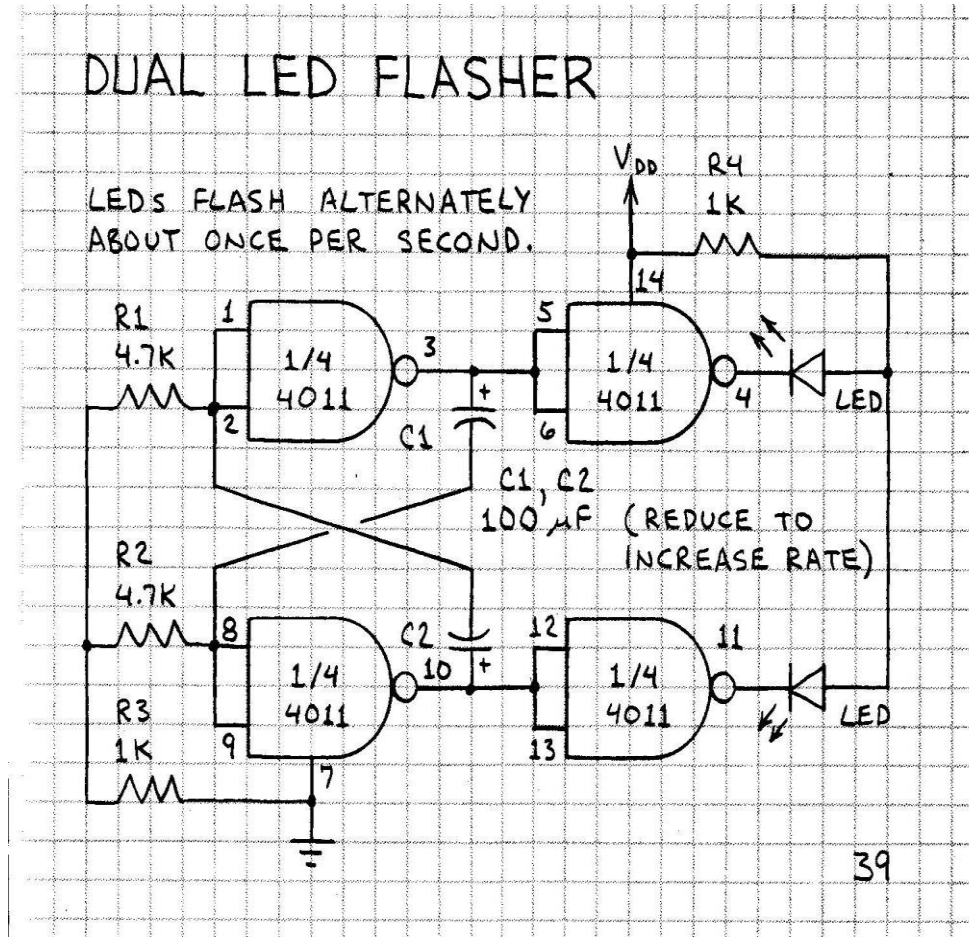 DUAL LED FLASHER
LEDs FLASH ALTERNATELY
ABOUT ONCE PER SECOND.
VDD
R4
1K
14
R1
4.7K
1
2
1/4
4011
3
5
6
1/4
4011
4
LED
+
C1
C1, C2
100 µF (REDUCE TO
INCREASE RATE)
R2
4.7K
8
9
1/4
4011
10
C2
+
12
13
1/4
4011
11
LED
R3
1K
7
39